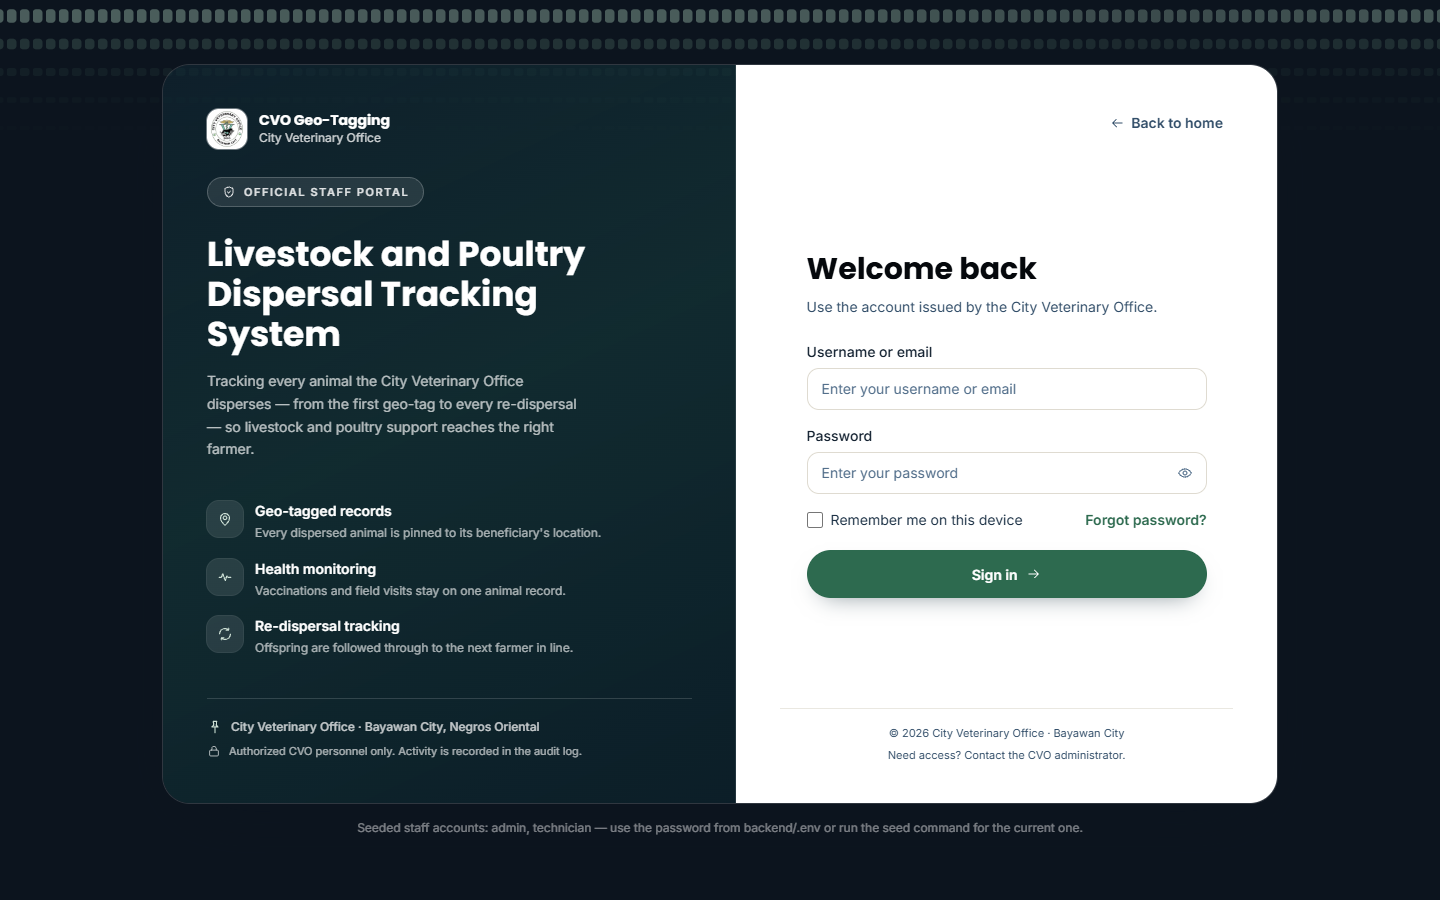 CVO Geo-Tagging
City Veterinary Office
OFFICIAL STAFF PORTAL
Livestock and Poultry
Dispersal Tracking
System
Tracking every animal the City Veterinary Office
disperses — from the first geo-tag to every re-dispersal
— so livestock and poultry support reaches the right
farmer.
Geo-tagged records
Every dispersed animal is pinned to its beneficiary's location.
Health monitoring
Vaccinations and field visits stay on one animal record.
Re-dispersal tracking
Offspring are followed through to the next farmer in line.
City Veterinary Office · Bayawan City, Negros Oriental
Authorized CVO personnel only. Activity is recorded in the audit log.
← Back to home
Welcome back
Use the account issued by the City Veterinary Office.
Username or email
Enter your username or email
Password
Enter your password
Remember me on this device Forgot password?
Sign in →
© 2026 City Veterinary Office · Bayawan City
Need access? Contact the CVO administrator.
Seeded staff accounts: admin, technician — use the password from backend/.env or run the seed command for the current one.